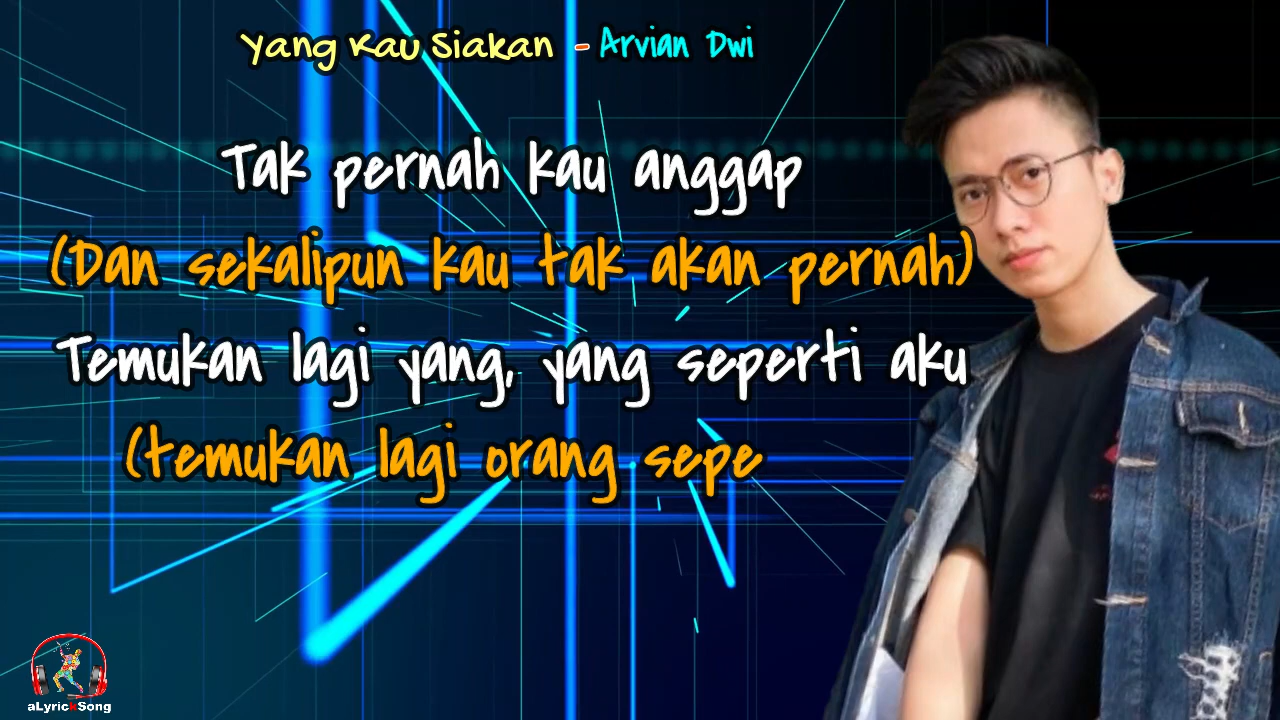 Yang Kau Siakan - Arvian Dwi
Tak pernah kau anggap
(Dan sekalipun kau tak akan pernah)
Temukan lagi yang, yang seperti aku
(temukan lagi orang sepe
aLyrickSong